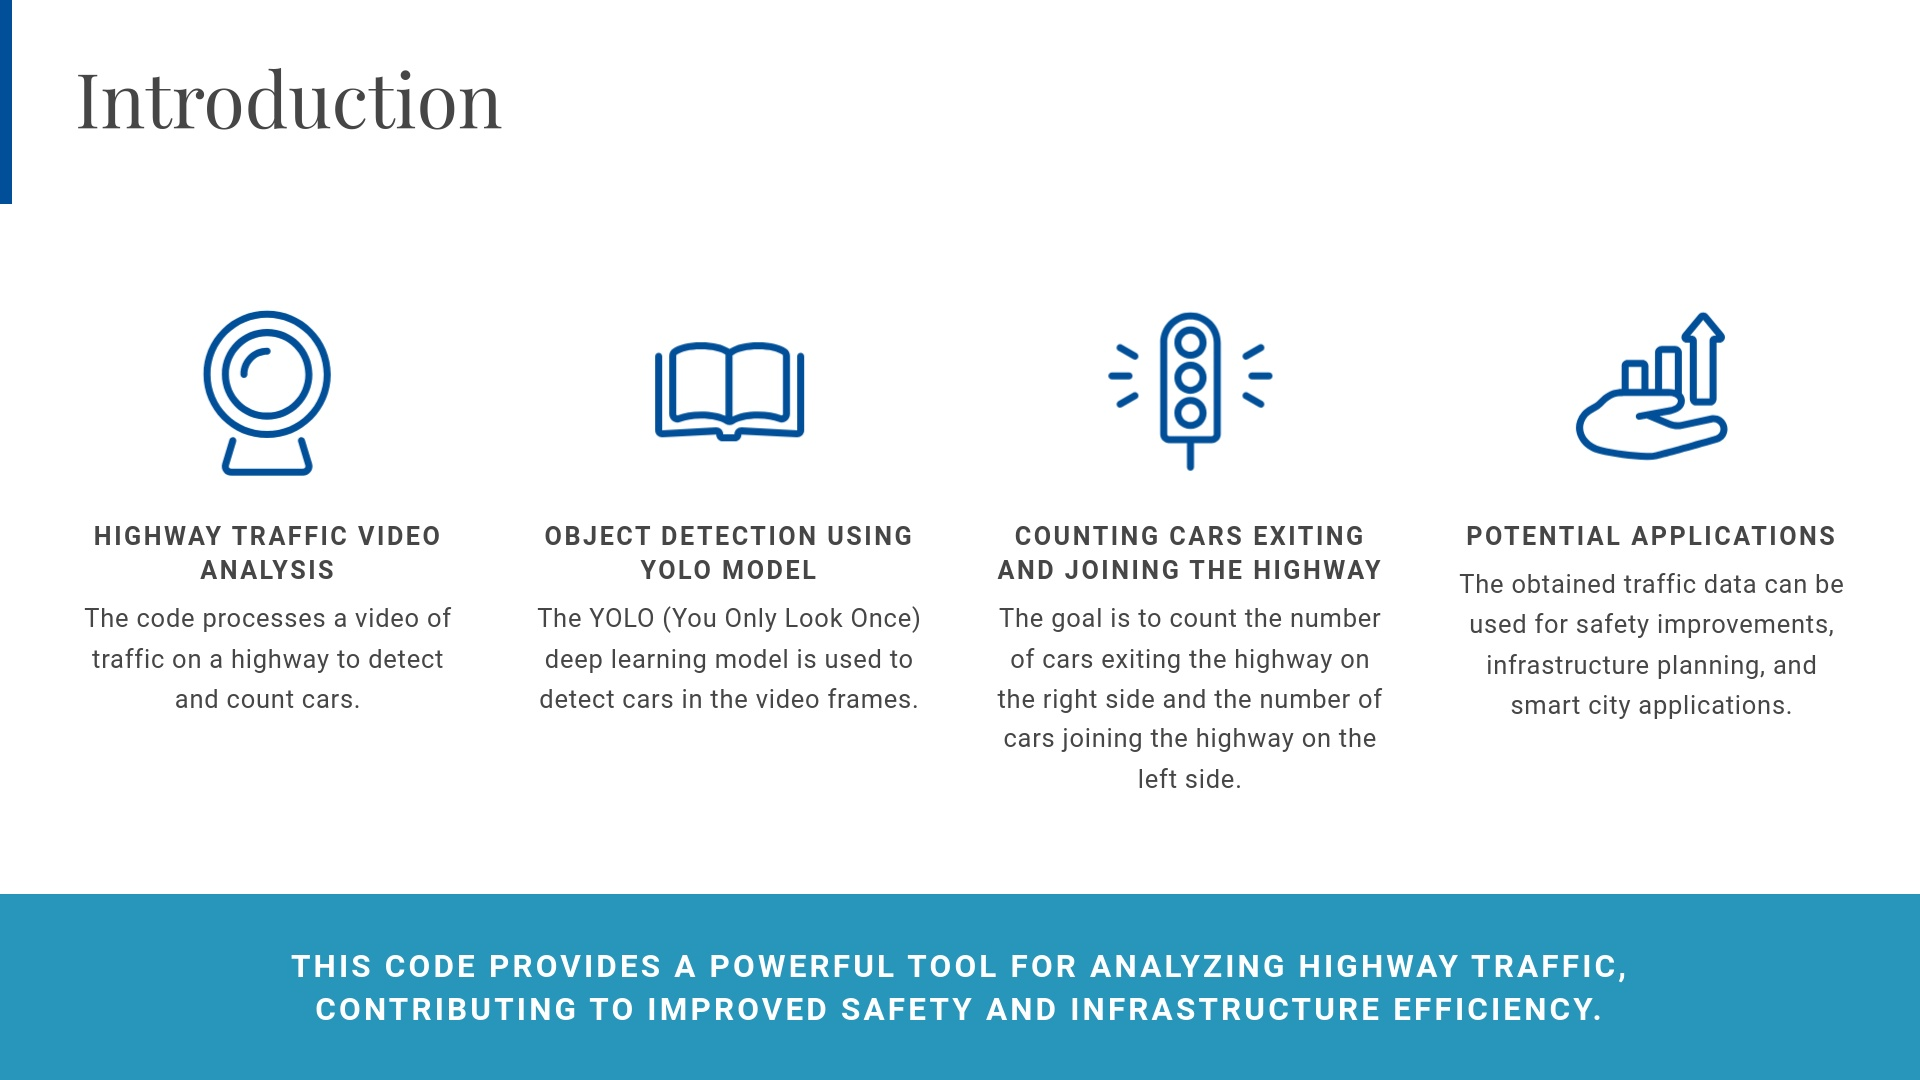 Introduction
HIGHWAY TRAFFIC VIDEO
ANALYSIS
The code processes a video of
traffic on a highway to detect
and count cars.
OBJECT DETECTION USING
YOLO MODEL
The YOLO (You Only Look Once)
deep learning model is used to
detect cars in the video frames.
COUNTING CARS EXITING
AND JOINING THE HIGHWAY
The goal is to count the number
of cars exiting the highway on
the right side and the number of
cars joining the highway on the
left side.
POTENTIAL APPLICATIONS
The obtained traffic data can be
used for safety improvements,
infrastructure planning, and
smart city applications.
THIS CODE PROVIDES A POWERFUL TOOL FOR ANALYZING HIGHWAY TRAFFIC,
CONTRIBUTING TO IMPROVED SAFETY AND INFRASTRUCTURE EFFICIENCY.